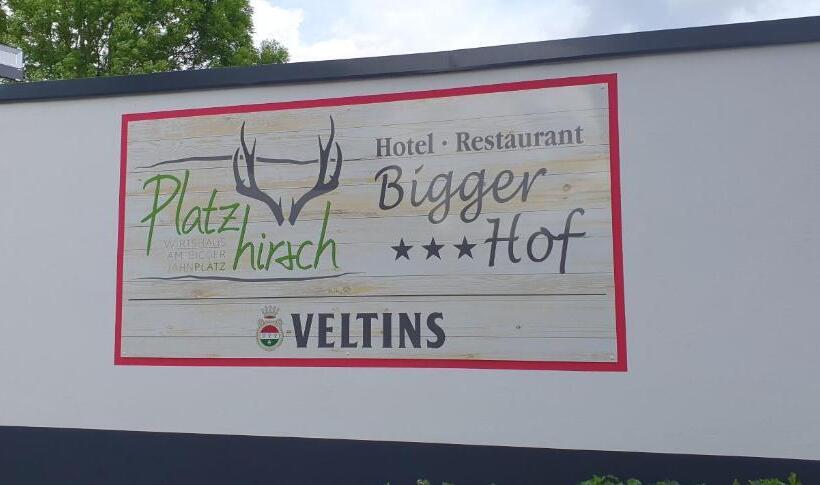 Platz
hirsch
WIRTSHAUS
AM BIGGER
JAHNPLATZ
Hotel · Restaurant
Bigger
★★★Hof
VELTINS